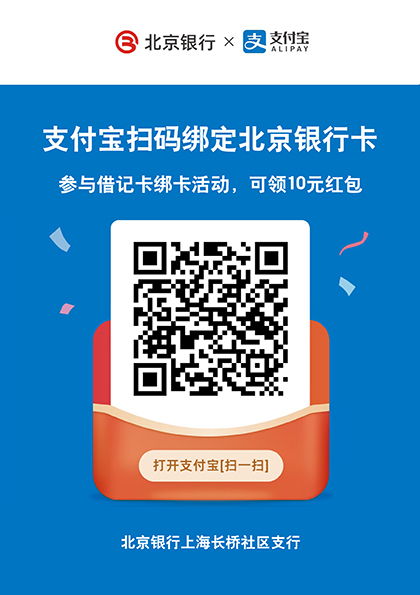 北京银行 × 支 支付宝
ALIPAY
支付宝扫码绑定北京银行卡
参与借记卡绑卡活动，可领10元红包
打开支付宝[扫一扫]
北京银行上海长桥社区支行